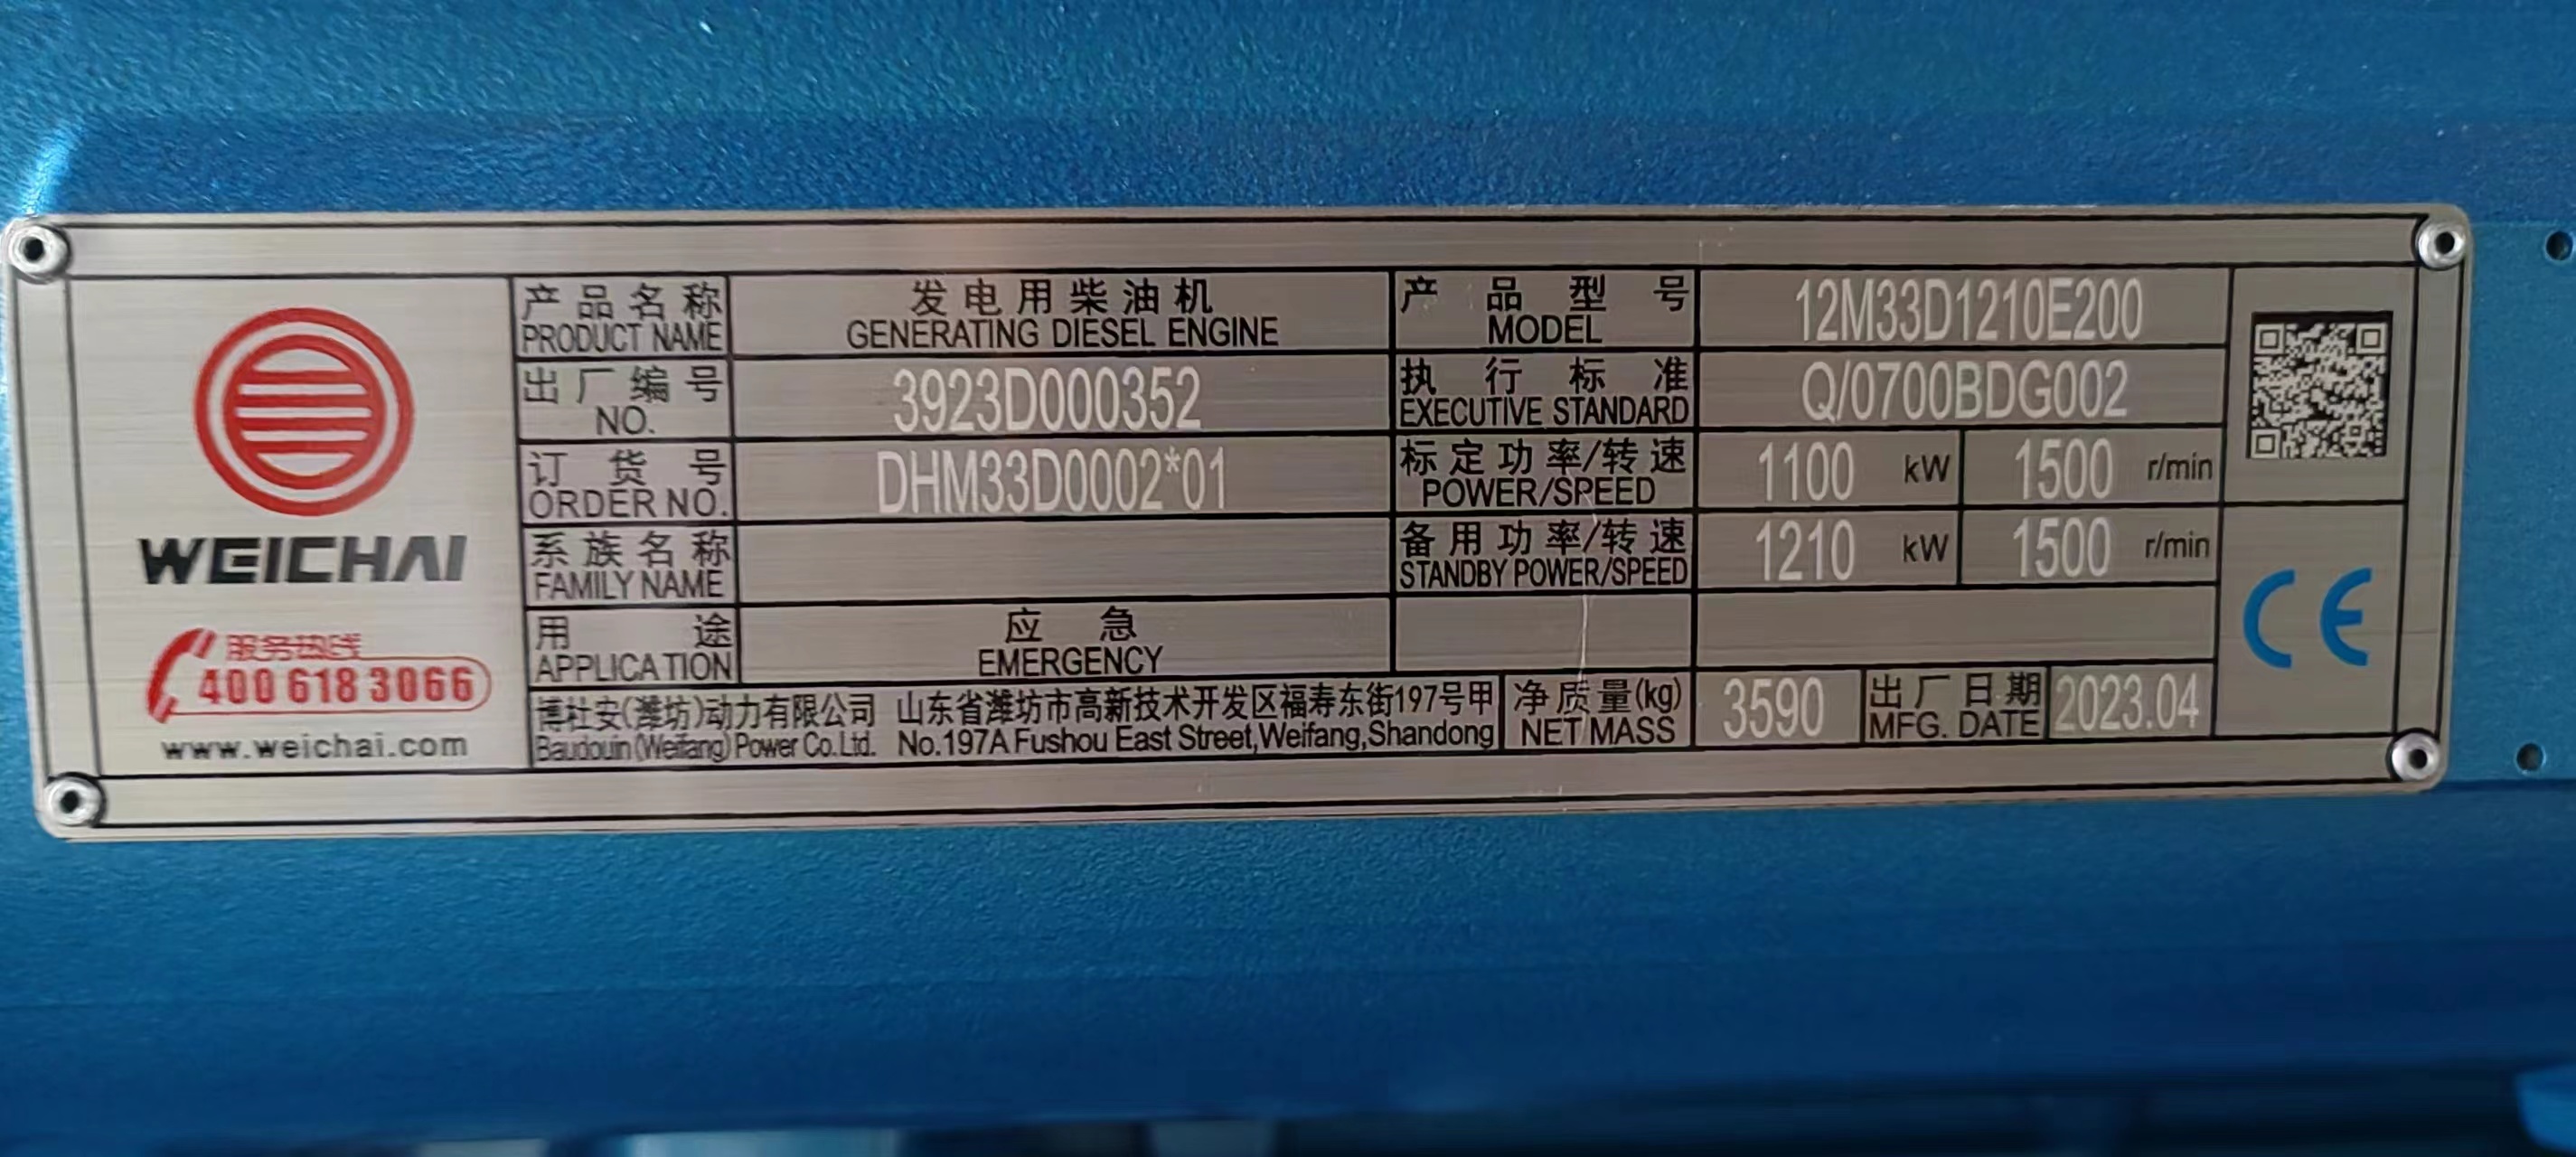 WEICHAI
服务热线
400 618 3066
www.weichai.com
产品名称
PRODUCT NAME
发电用柴油机
GENERATING DIESEL ENGINE
产品型号
MODEL
12M33D1210E200
出厂编号
NO.
3923D000352
执行标准
EXECUTIVE STANDARD
Q/0700BDG002
订货号
ORDER NO.
DHM33D0002*01
标定功率/转速
POWER/SPEED
1100 kW 1500 r/min
系族名称
FAMILY NAME
备用功率/转速
STANDBY POWER/SPEED
1210 kW 1500 r/min
用途
APPLICATION
应急
EMERGENCY
博杜安(潍坊)动力有限公司 山东省潍坊市高新技术开发区福寿东街197号甲
Baudouin(Weifang)Power Co.Ltd. No.197A Fushou East Street,Weifang,Shandong
净质量(kg)
NET MASS
3590
出厂日期
MFG. DATE
2023.04
CE